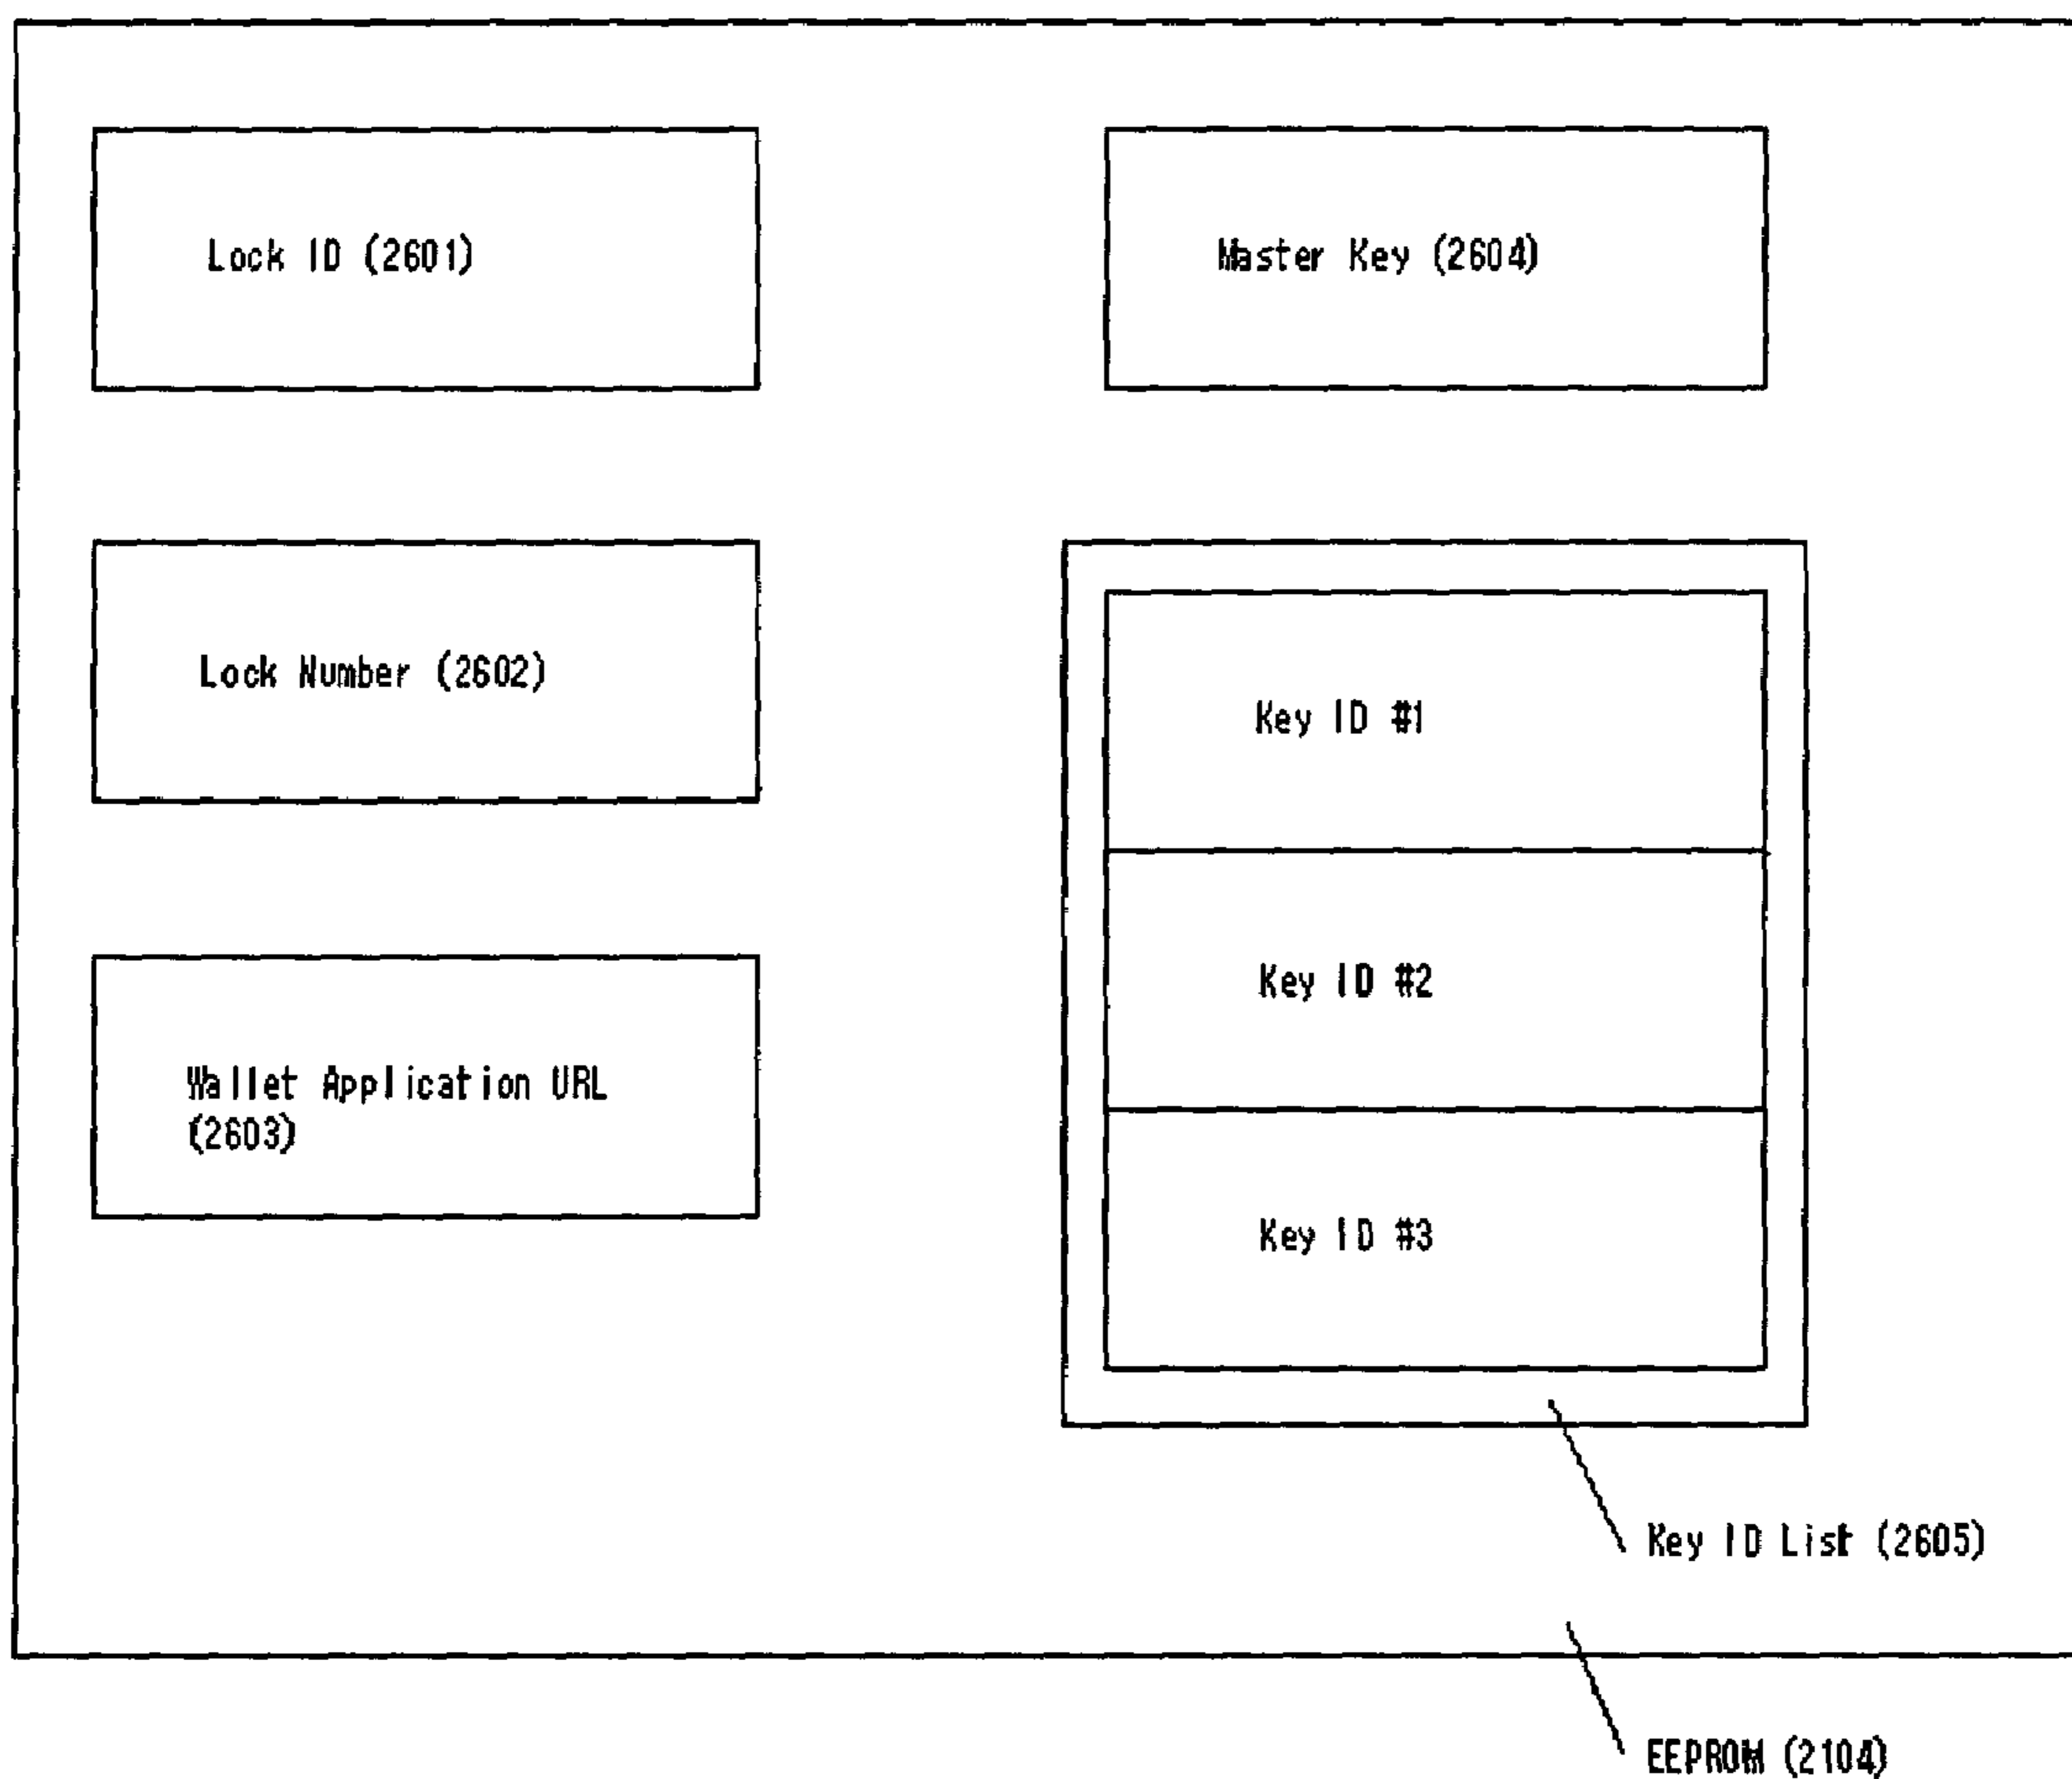 Lock ID (2601)
Master Key (2604)
Lock Number (2602)
Key ID #1
Key ID #2
Wallet Application URL
(2603)
Key ID #3
Key ID List (2605)
EEPROM (2104)